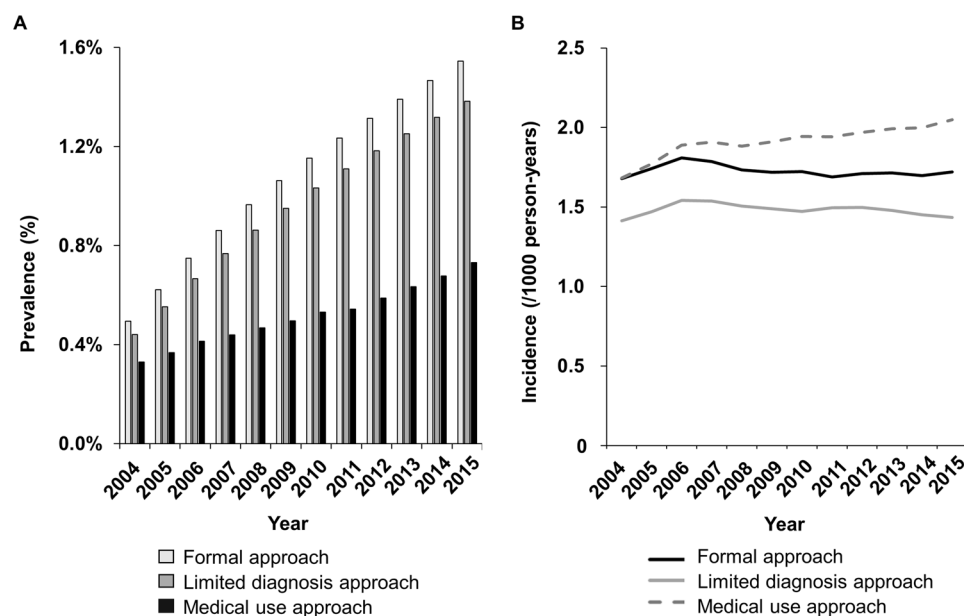 A
1.6%
1.2%
0.8%
0.4%
0.0%
Prevalence (%)
2004
2005
2006
2007
2008
2009
2010
2011
2012
2013
2014
2015
Year
Formal approach
Limited diagnosis approach
Medical use approach
B
2.5
2.0
1.5
1.0
0.5
0
Incidence (/1000 person-years)
2004
2005
2006
2007
2008
2009
2010
2011
2012
2013
2014
2015
Year
Formal approach
Limited diagnosis approach
Medical use approach